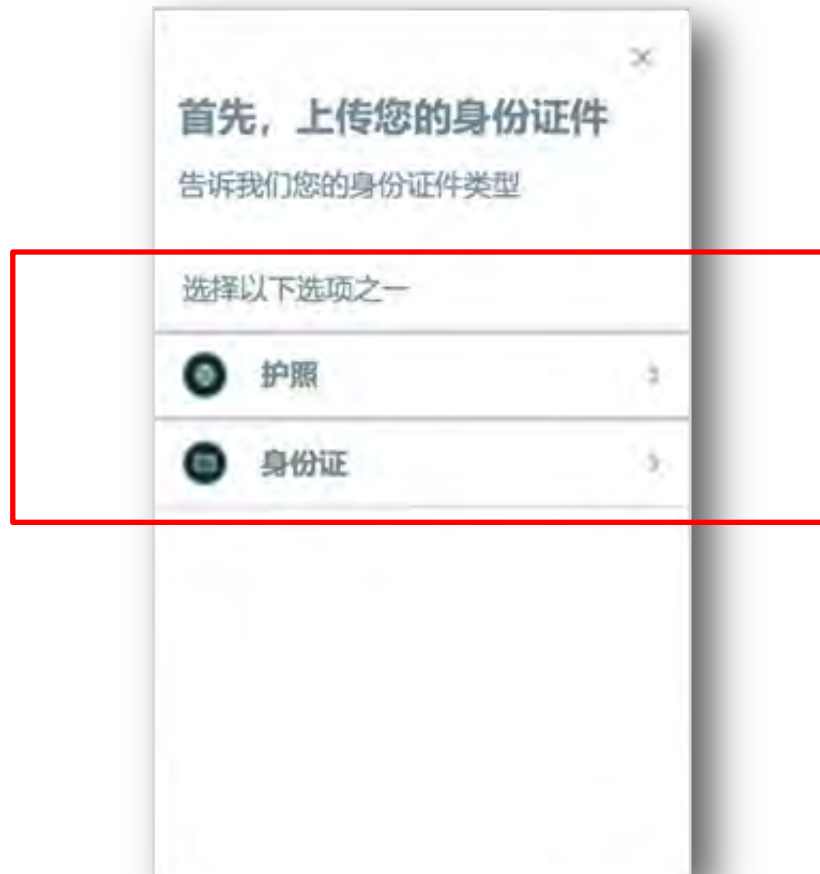 首先，上传您的身份证件
告诉我们您的身份证件类型
选择以下选项之一
护照
身份证